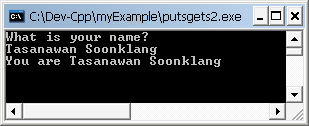 C:\Dev-Cpp\myExample\putsgets2.exe
What is your name?
Tasanawan Soonklang
You are Tasanawan Soonklang